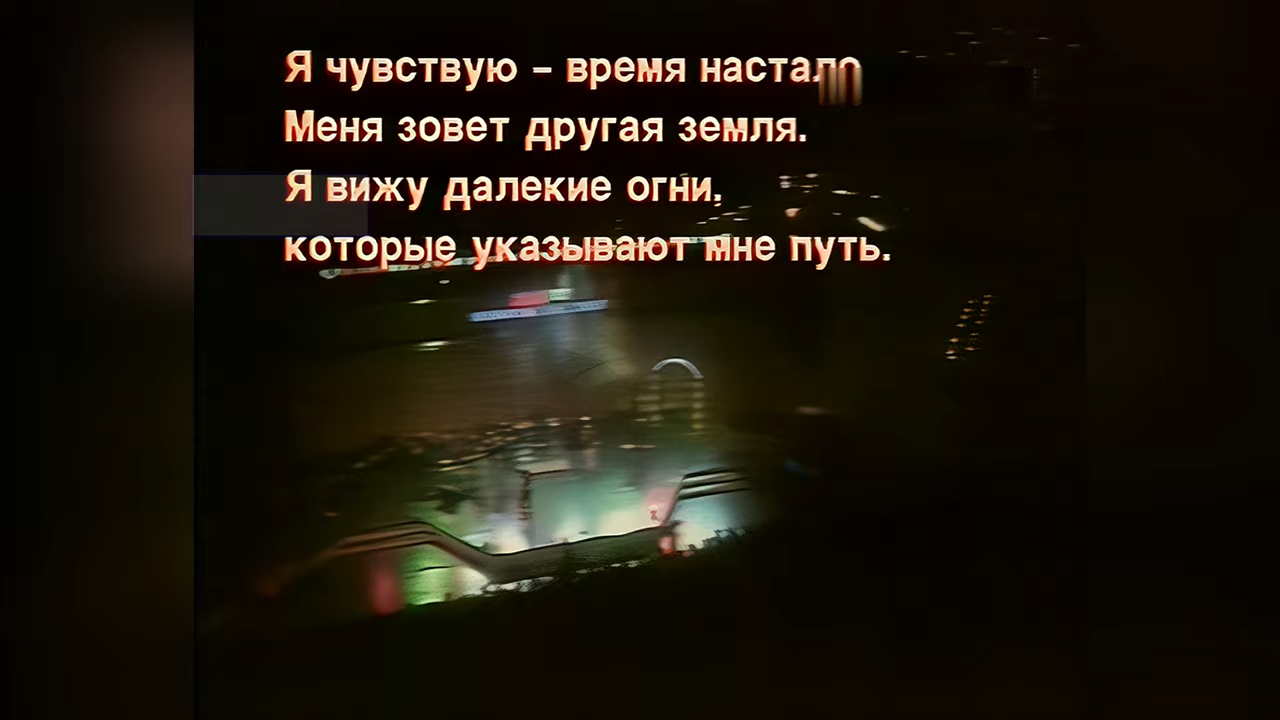 Я чувствую – время настало
Меня зовет другая земля.
Я вижу далекие огни,
которые указывают мне путь.